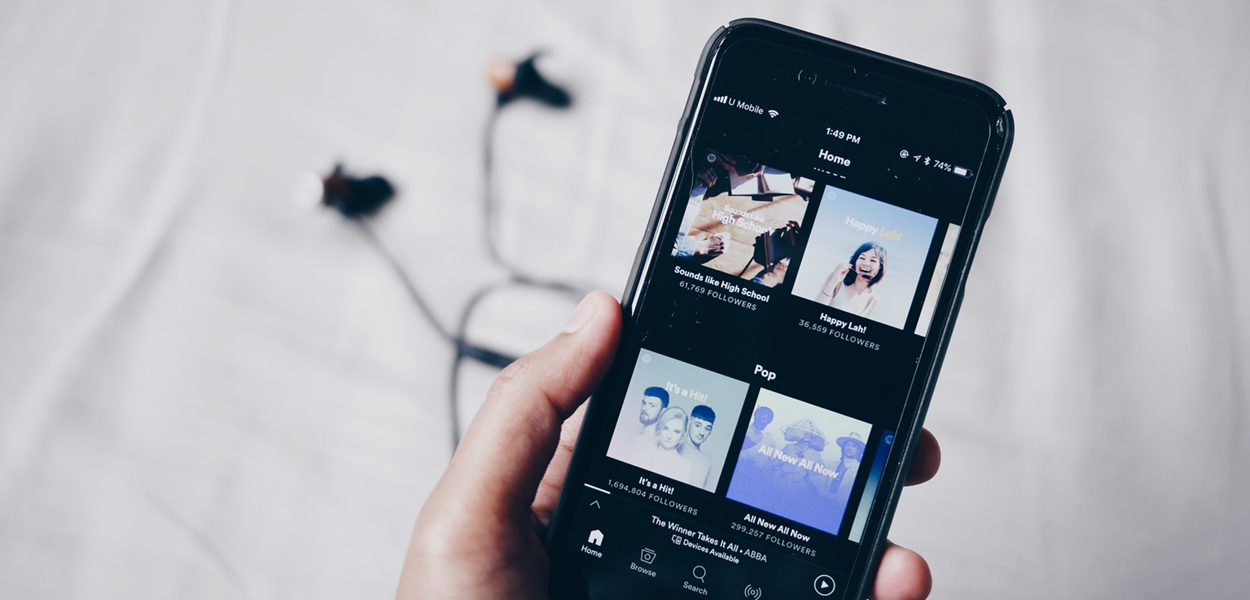 U Mobile
1:49 PM
74%
Home
Sounds Like
High School
Happy Lah!
Sounds like High School
61,769 FOLLOWERS
Happy Lah!
36,559 FOLLOWERS
Pop
It's a Hit!
All New All Now
It's a Hit!
1,694,804 FOLLOWERS
All New All Now
299,257 FOLLOWERS
The Winner Takes It All • ABBA
Devices Available
Home
Browse
Search